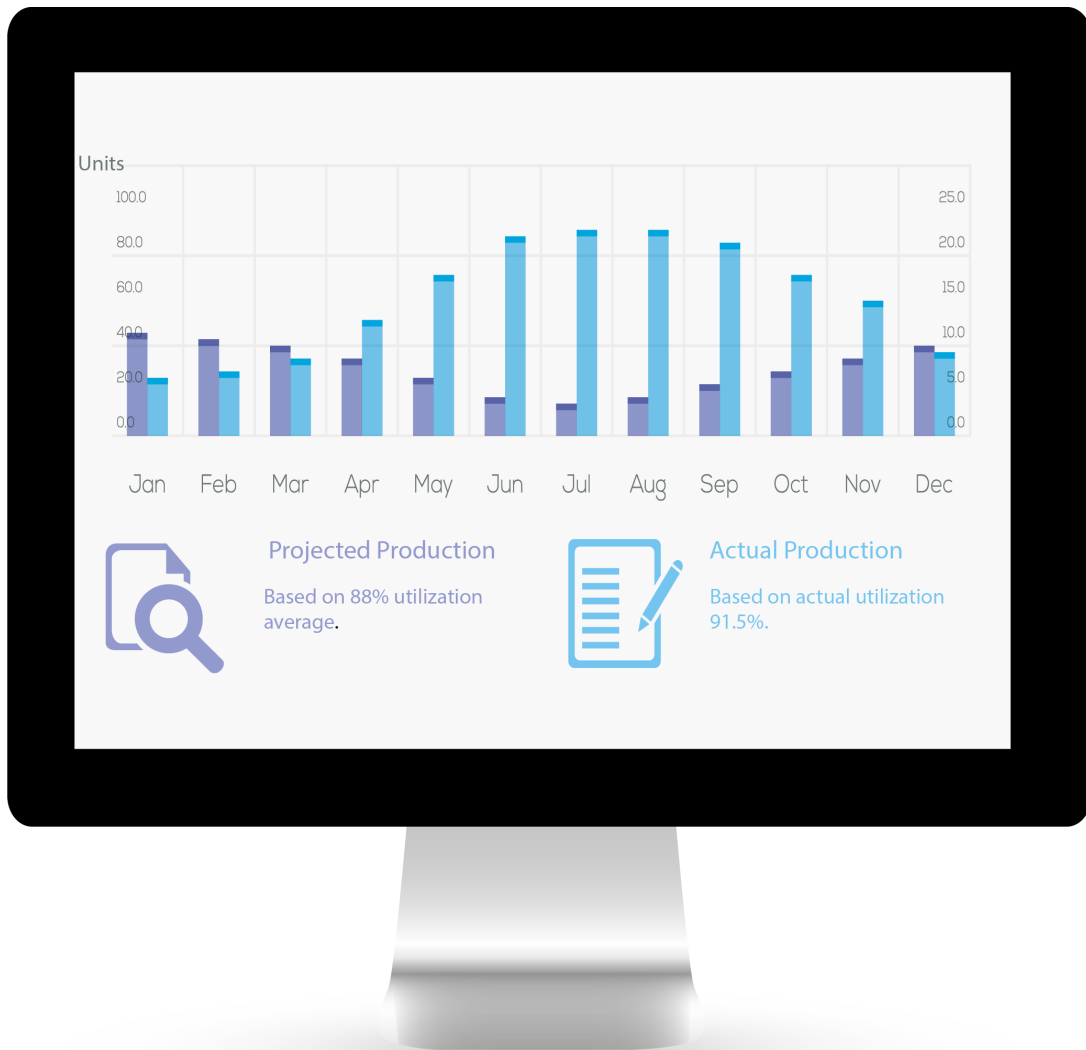 Units
100.0
25.0
80.0
20.0
60.0
15.0
40.0
10.0
20.0
5.0
0.0
0.0
Jan Feb Mar Apr May Jun Jul Aug Sep Oct Nov Dec
Projected Production
Based on 88% utilization
average.
Actual Production
Based on actual utilization
91.5%.